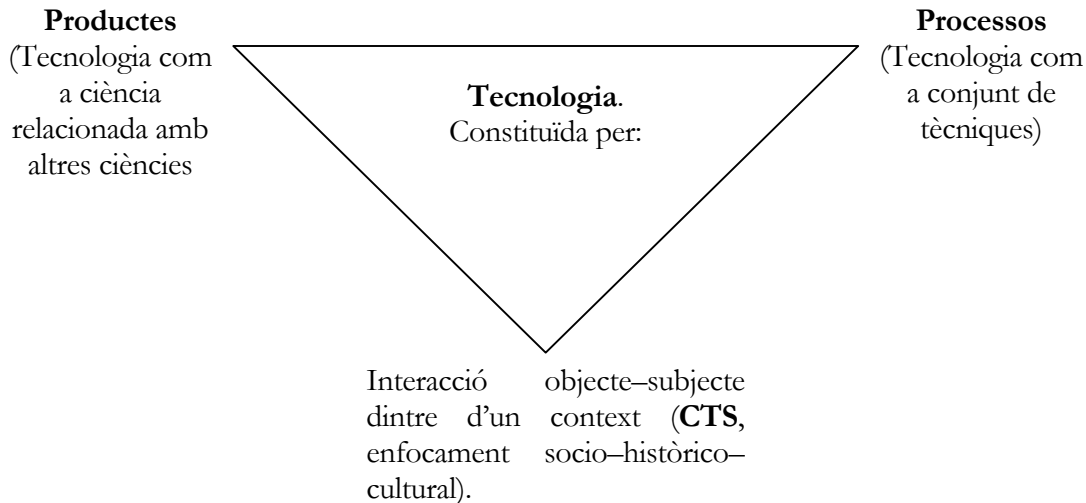 Productes
(Tecnologia com
a ciència
relacionada amb
altres ciències
Processos
(Tecnologia com
a conjunt de
tècniques)
Tecnologia.
Constituïda per:
Interacció objecte–subjecte
dintre d'un context (CTS,
enfocament socio–històrico–
cultural).